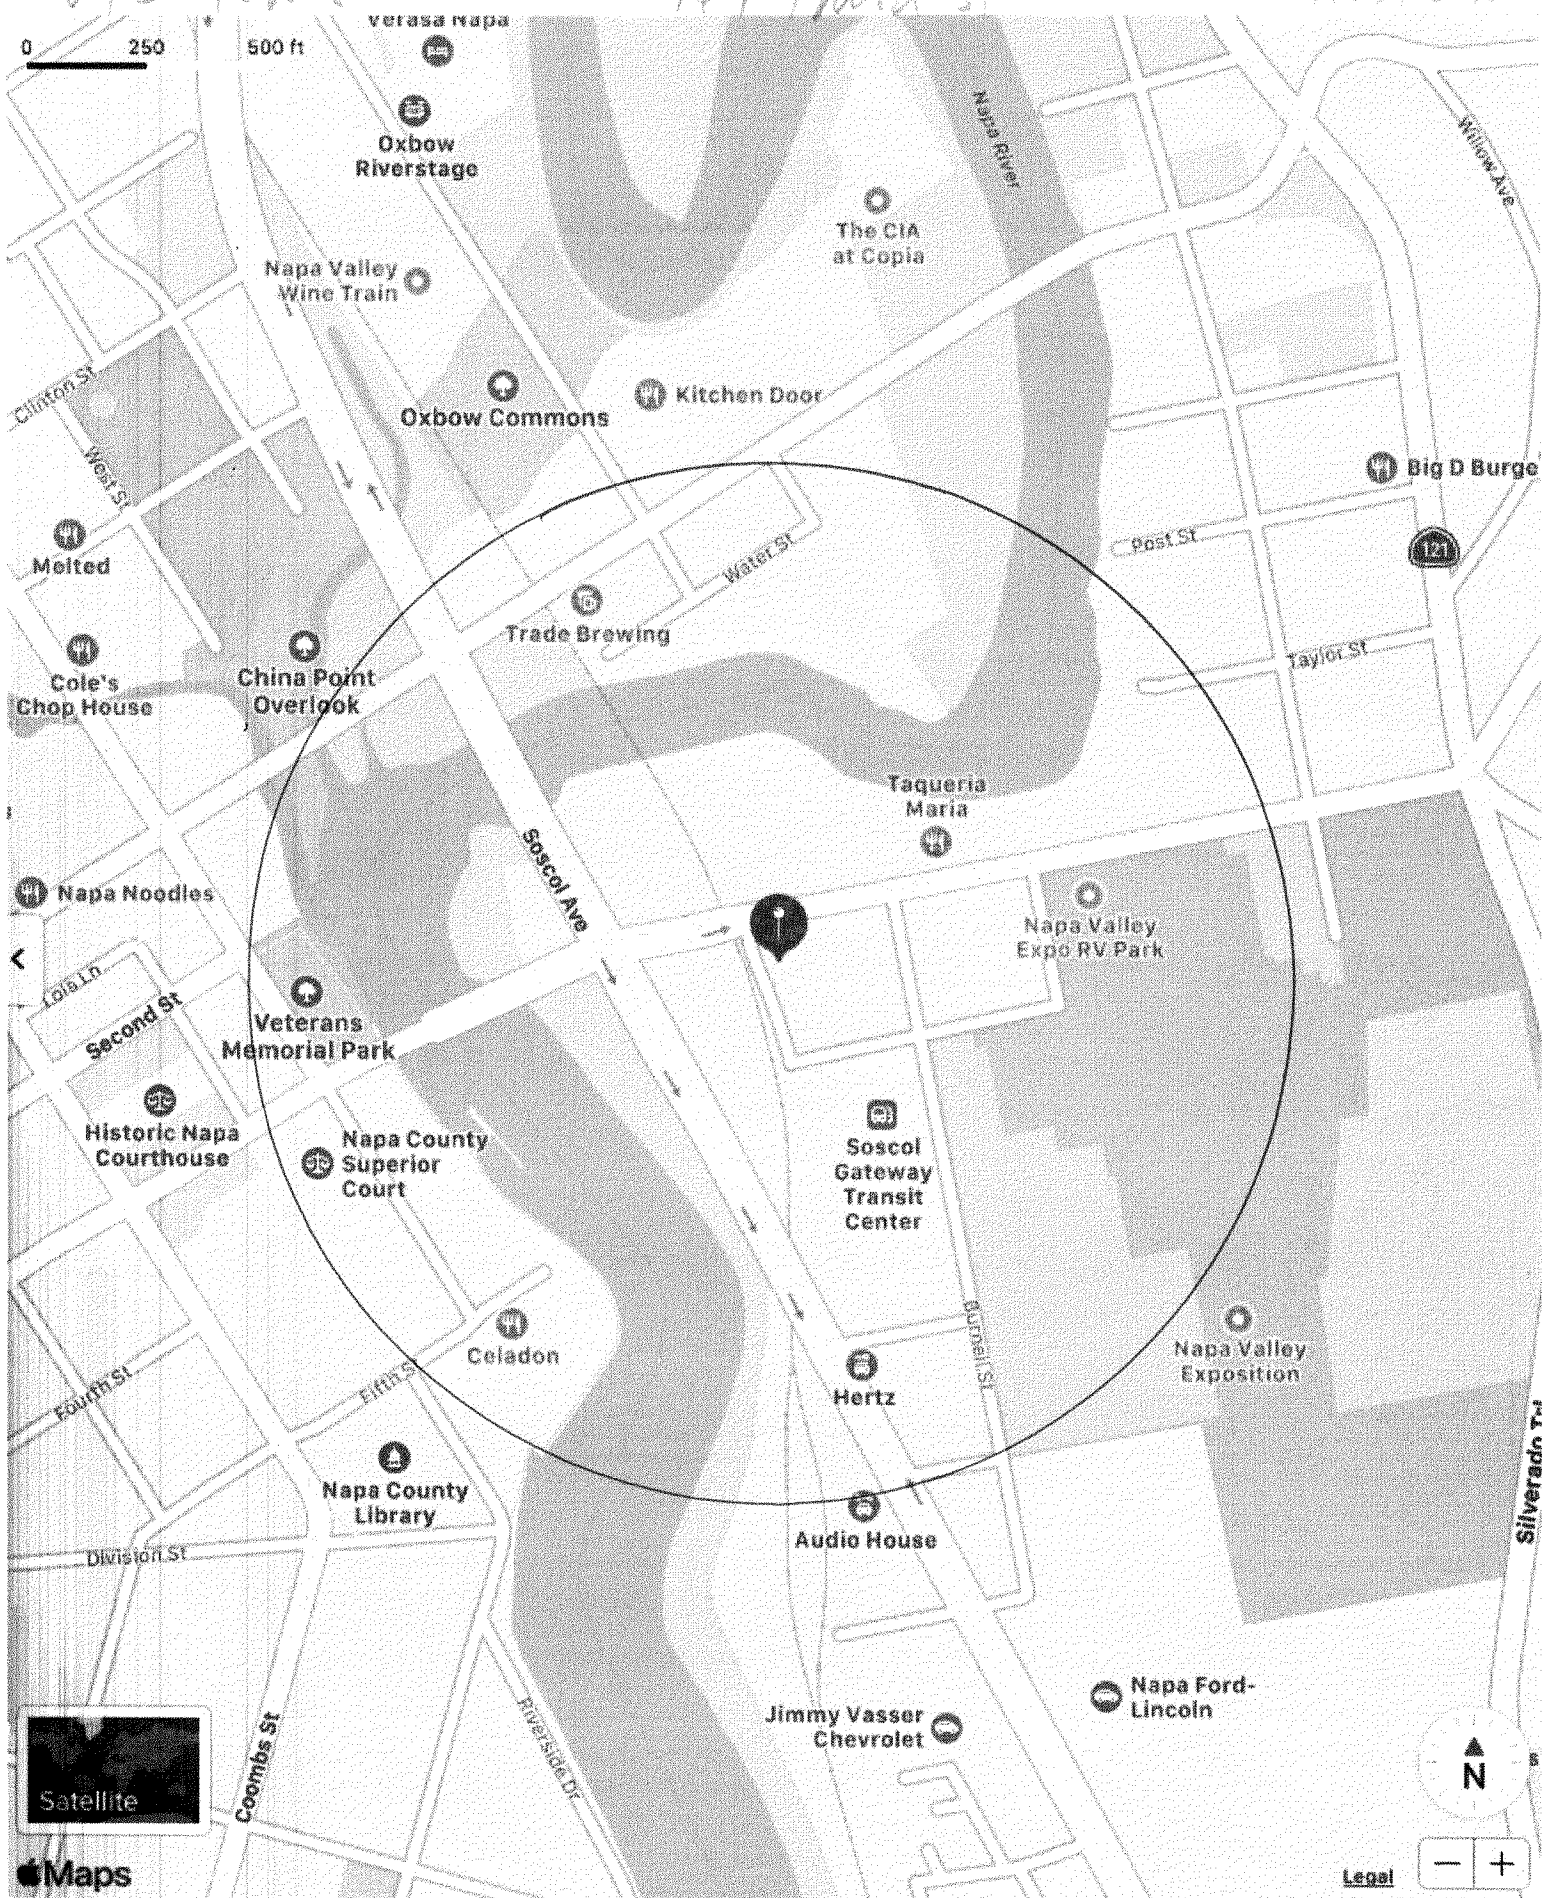 Verasa Napa
0 250 500 ft
Oxbow
Riverstage
Napa River
Willow Ave
The CIA
at Copia
Napa Valley
Wine Train
Clinton St
Oxbow Commons
Kitchen Door
West St
Big D Burge
121
Post St
Melted
Water St
Trade Brewing
Taylor St
Cole's
Chop House
China Point
Overlook
Taqueria
Maria
Soscol Ave
Napa Noodles
Napa Valley
Expo RV Park
Lois Ln
Second St
Veterans
Memorial Park
Historic Napa
Courthouse
Napa County
Superior
Court
Soscol
Gateway
Transit
Center
Burnell St
Celadon
Napa Valley
Exposition
Fourth St
Fifth S
Hertz
Silverado Trl
Napa County
Library
Audio House
Division St
Napa Ford-
Lincoln
Jimmy Vasser
Chevrolet
Riverside Dr
Coombs St
N
Satellite
Maps
Legal